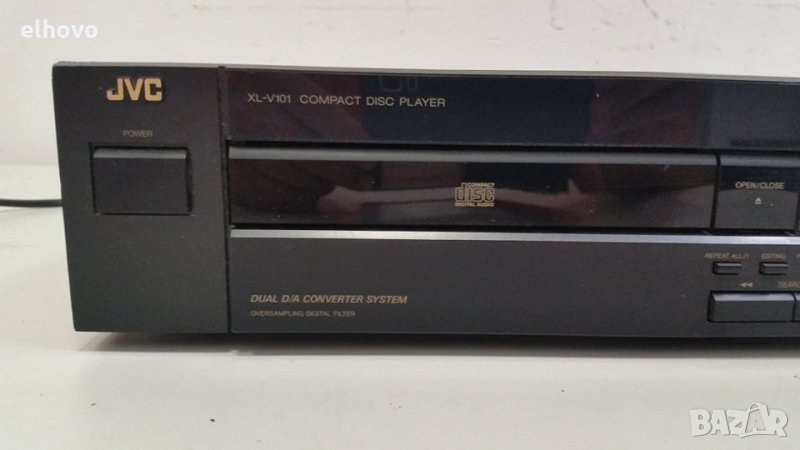 elhovo
JVC
XL-V101 COMPACT DISC PLAYER
POWER
COMPACT
disc
DIGITAL AUDIO
OPEN/CLOSE
REPEAT ALL/1 EDITING
DUAL D/A CONVERTER SYSTEM
OVERSAMPLING DIGITAL FILTER
BAZAR